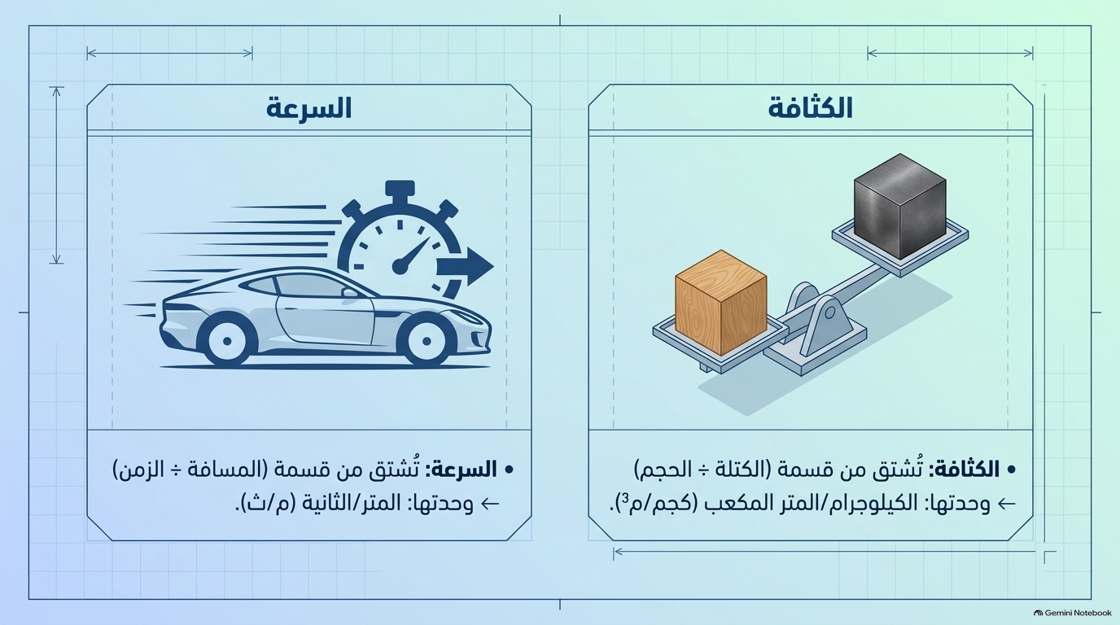 الكثافة
• الكثافة: تُشتق من قسمة (الكتلة ÷ الحجم)
← وحدتها: الكيلوجرام/المتر المكعب (كجم/م³).
السرعة
• السرعة: تُشتق من قسمة (المسافة ÷ الزمن)
← وحدتها: المتر/الثانية (م/ث).
Gemini Notebook